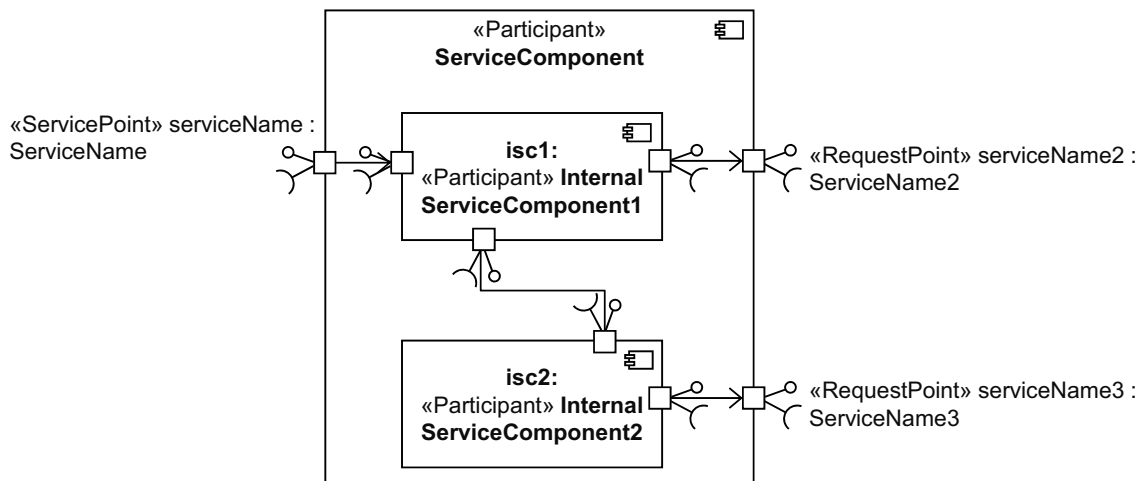 «Participant»
ServiceComponent
«ServicePoint» serviceName :
ServiceName
isc1:
«Participant» Internal
ServiceComponent1
«RequestPoint» serviceName2 :
ServiceName2
isc2:
«Participant» Internal
ServiceComponent2
«RequestPoint» serviceName3 :
ServiceName3